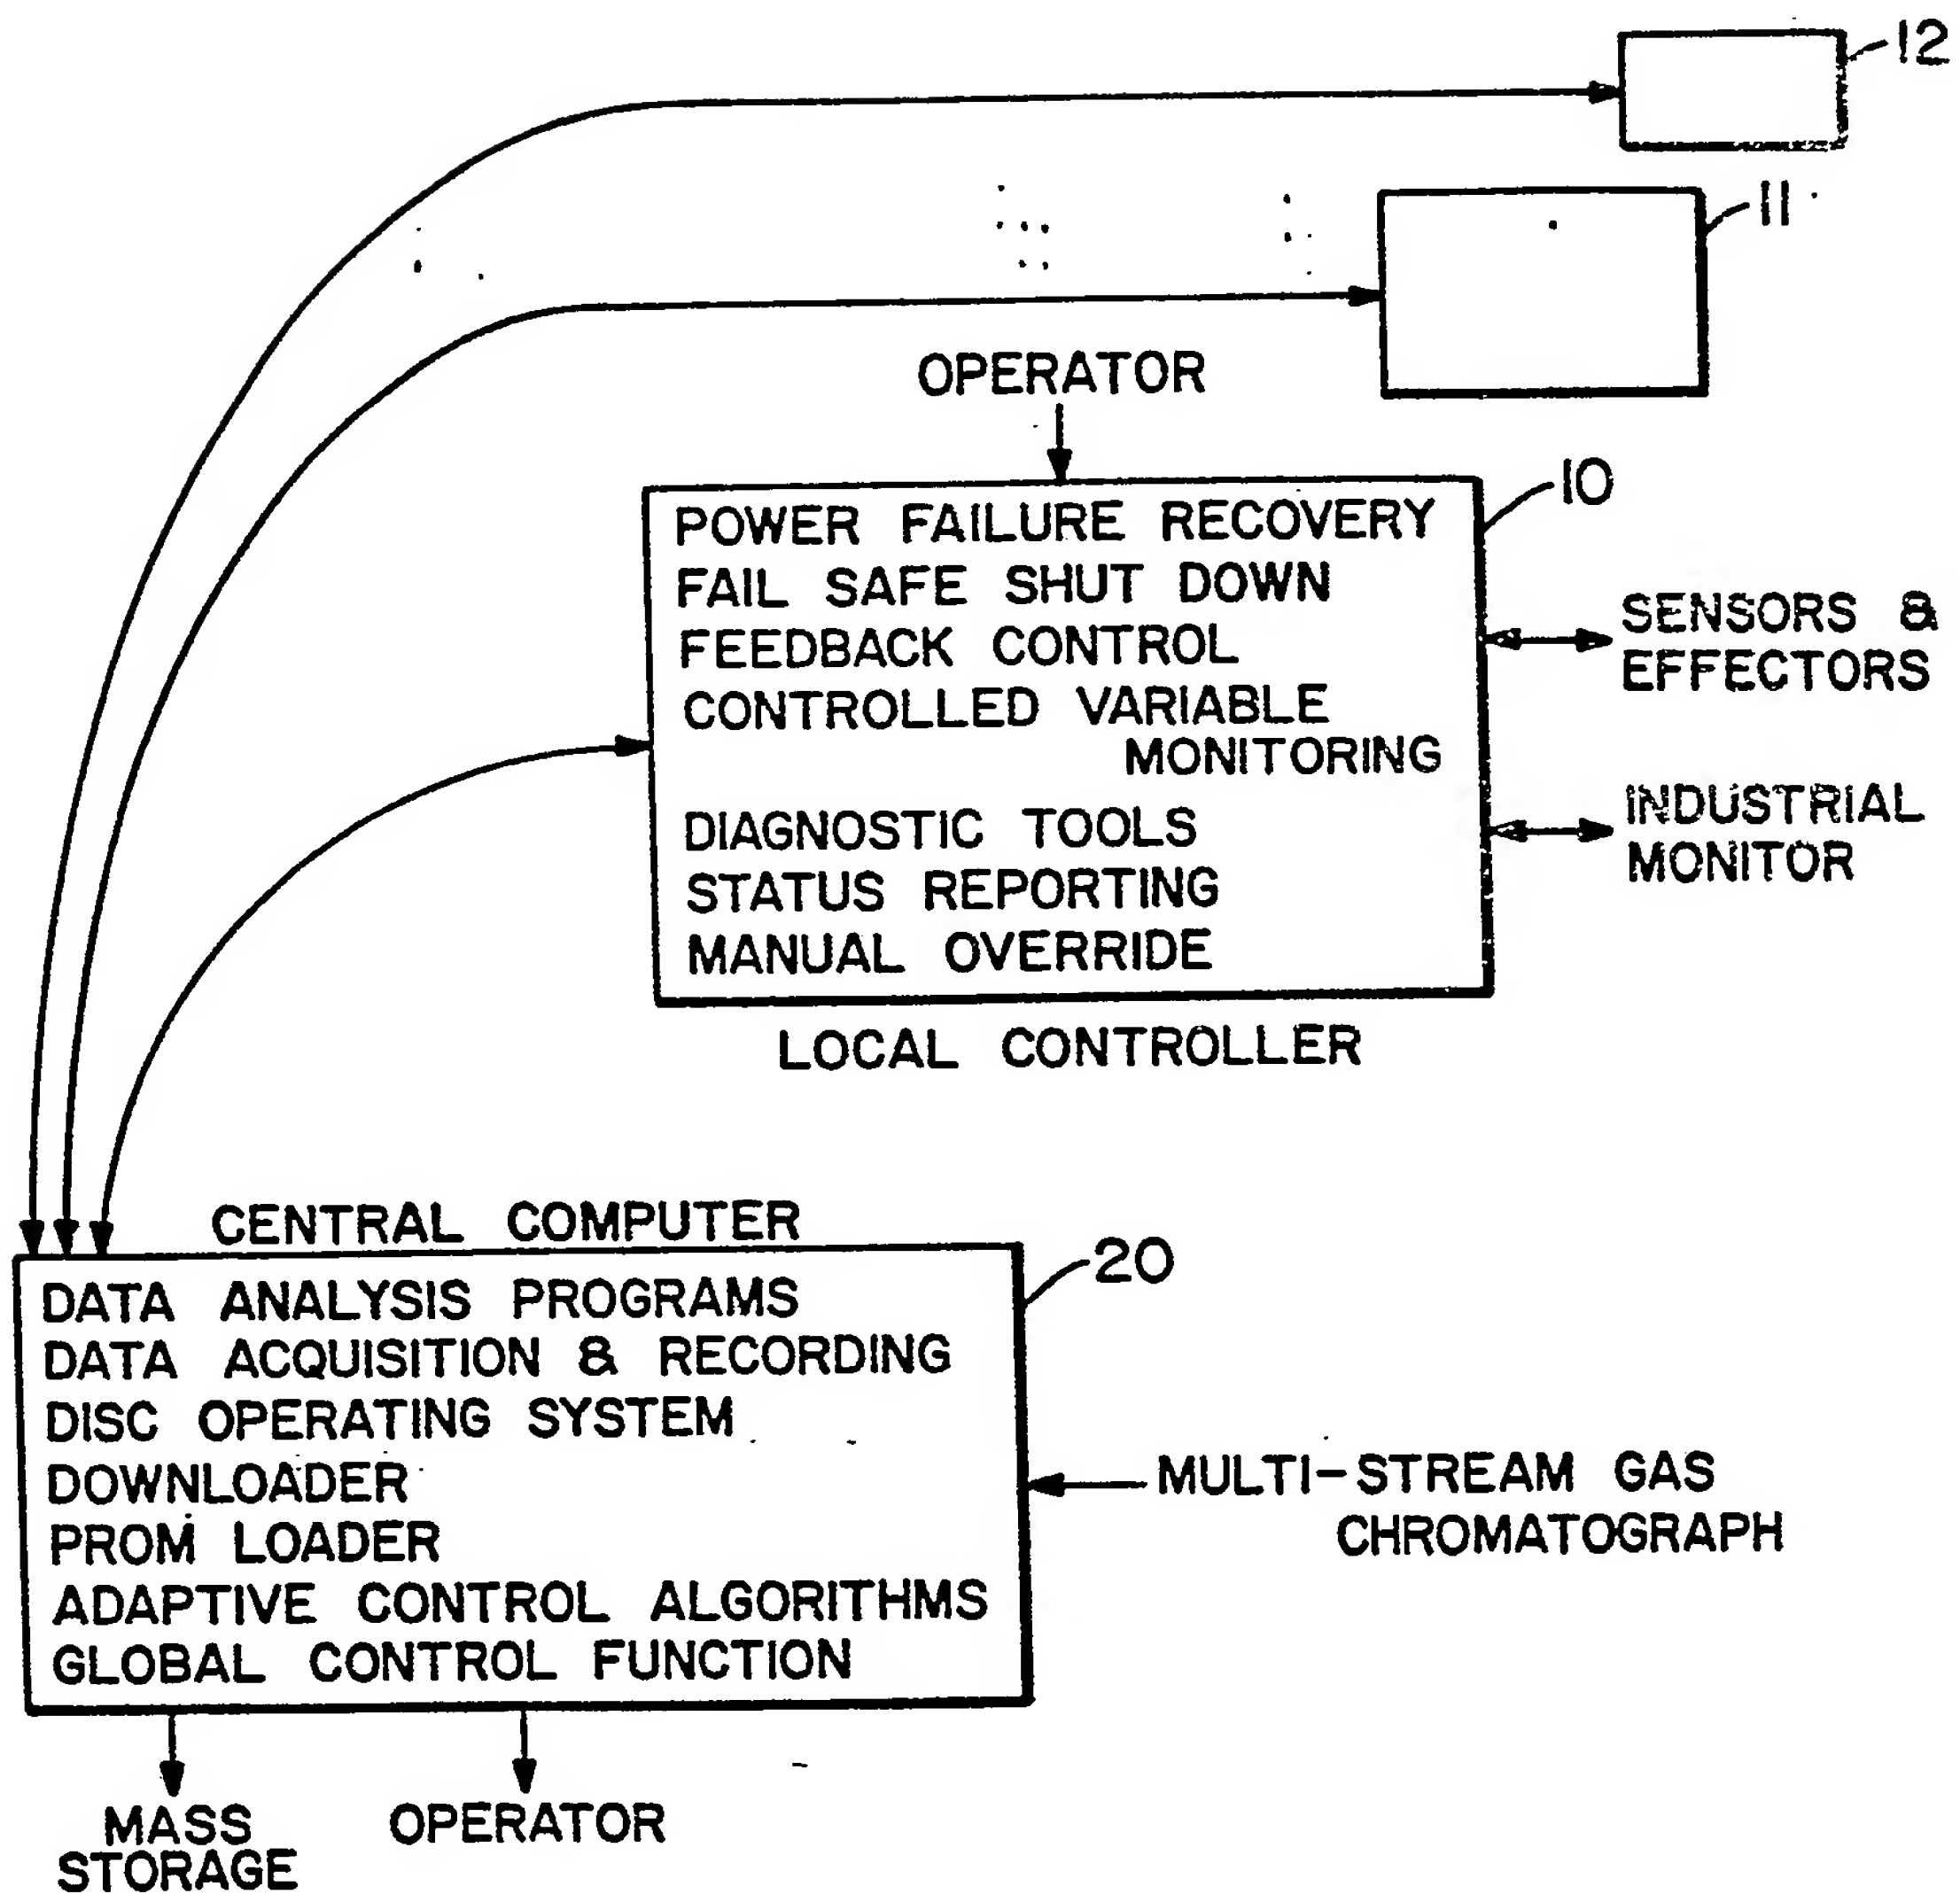 12
11
OPERATOR
10
POWER FAILURE RECOVERY
FAIL SAFE SHUT DOWN
FEEDBACK CONTROL
CONTROLLED VARIABLE
MONITORING
DIAGNOSTIC TOOLS
STATUS REPORTING
MANUAL OVERRIDE
SENSORS &
EFFECTORS
INDUSTRIAL
MONITOR
LOCAL CONTROLLER
CENTRAL COMPUTER
20
DATA ANALYSIS PROGRAMS
DATA ACQUISITION & RECORDING
DISC OPERATING SYSTEM
DOWNLOADER
PROM LOADER
ADAPTIVE CONTROL ALGORITHMS
GLOBAL CONTROL FUNCTION
MULTI-STREAM GAS
CHROMATOGRAPH
MASS
STORAGE
OPERATOR